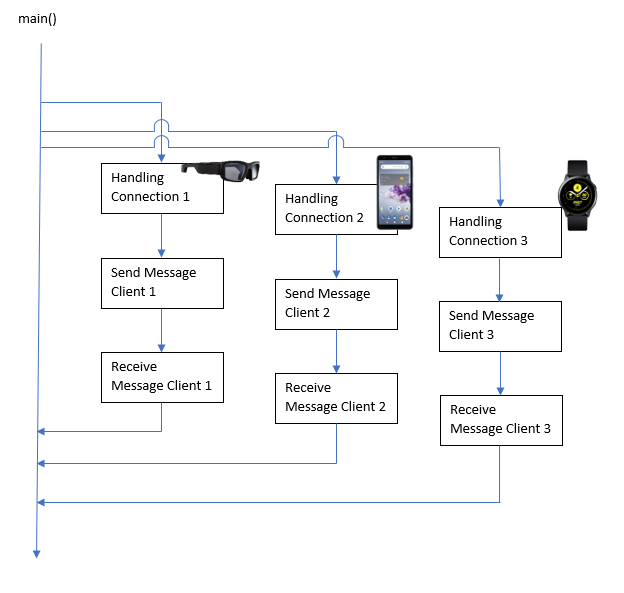 main()
Handling
Connection 1
Handling
Connection 2
Handling
Connection 3
Send Message
Client 1
Send Message
Client 2
Send Message
Client 3
Receive
Message Client 1
Receive
Message Client 2
Receive
Message Client 3